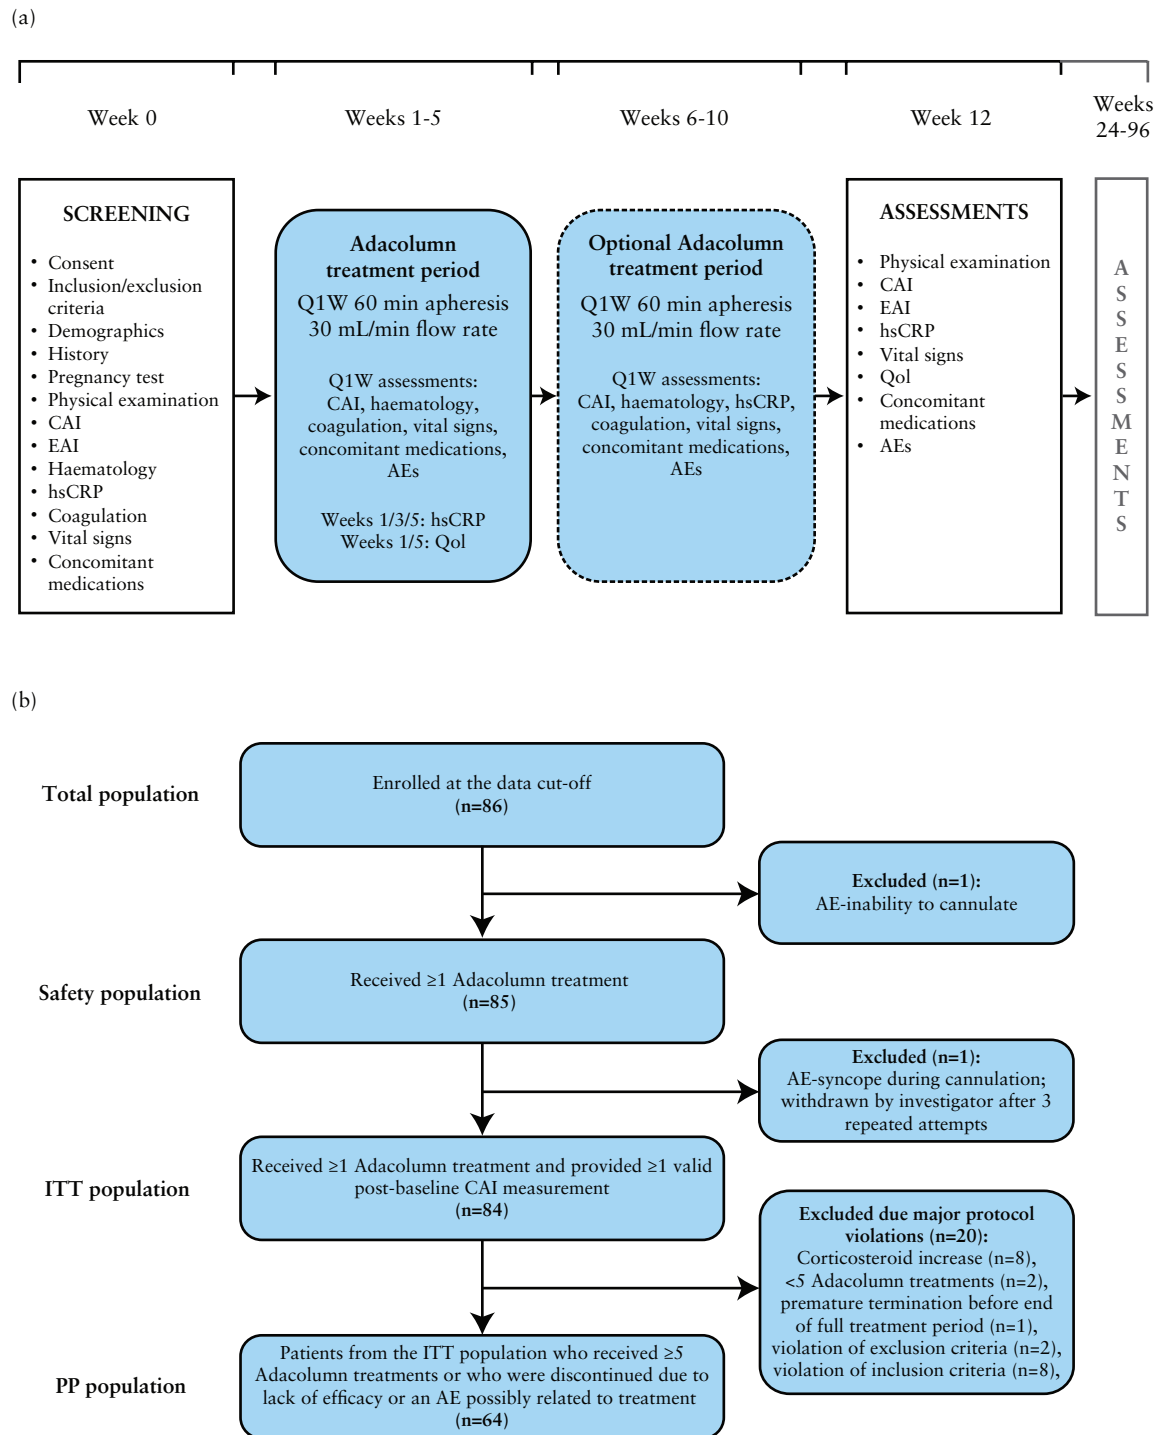 (a)
Week 0
Weeks 1-5
Weeks 6-10
Week 12
Weeks
24-96
SCREENING
• Consent
• Inclusion/exclusion
criteria
• Demographics
• History
• Pregnancy test
• Physical examination
• CAI
• EAI
• Haematology
• hsCRP
• Coagulation
• Vital signs
• Concomitant
medications
Adacolumn
treatment period
Q1W 60 min apheresis
30 mL/min flow rate
Q1W assessments:
CAI, haematology,
coagulation, vital signs,
concomitant medications,
AEs
Weeks 1/3/5: hsCRP
Weeks 1/5: Qol
Optional Adacolumn
treatment period
Q1W 60 min apheresis
30 mL/min flow rate
Q1W assessments:
CAI, haematology, hsCRP,
coagulation, vital signs,
concomitant medications,
AEs
ASSESSMENTS
• Physical examination
• CAI
• EAI
• hsCRP
• Vital signs
• Qol
• Concomitant
medications
• AEs
ASSESSMENTS
(b)
Total population
Enrolled at the data cut-off
(n=86)
Excluded (n=1):
AE-inability to cannulate
Safety population
Received ≥1 Adacolumn treatment
(n=85)
Excluded (n=1):
AE-syncope during cannulation;
withdrawn by investigator after 3
repeated attempts
ITT population
Received ≥1 Adacolumn treatment and provided ≥1 valid
post-baseline CAI measurement
(n=84)
Excluded due major protocol
violations (n=20):
Corticosteroid increase (n=8),
<5 Adacolumn treatments (n=2),
premature termination before end
of full treatment period (n=1),
violation of exclusion criteria (n=2),
violation of inclusion criteria (n=8),
PP population
Patients from the ITT population who received ≥5
Adacolumn treatments or who were discontinued due to
lack of efficacy or an AE possibly related to treatment
(n=64)